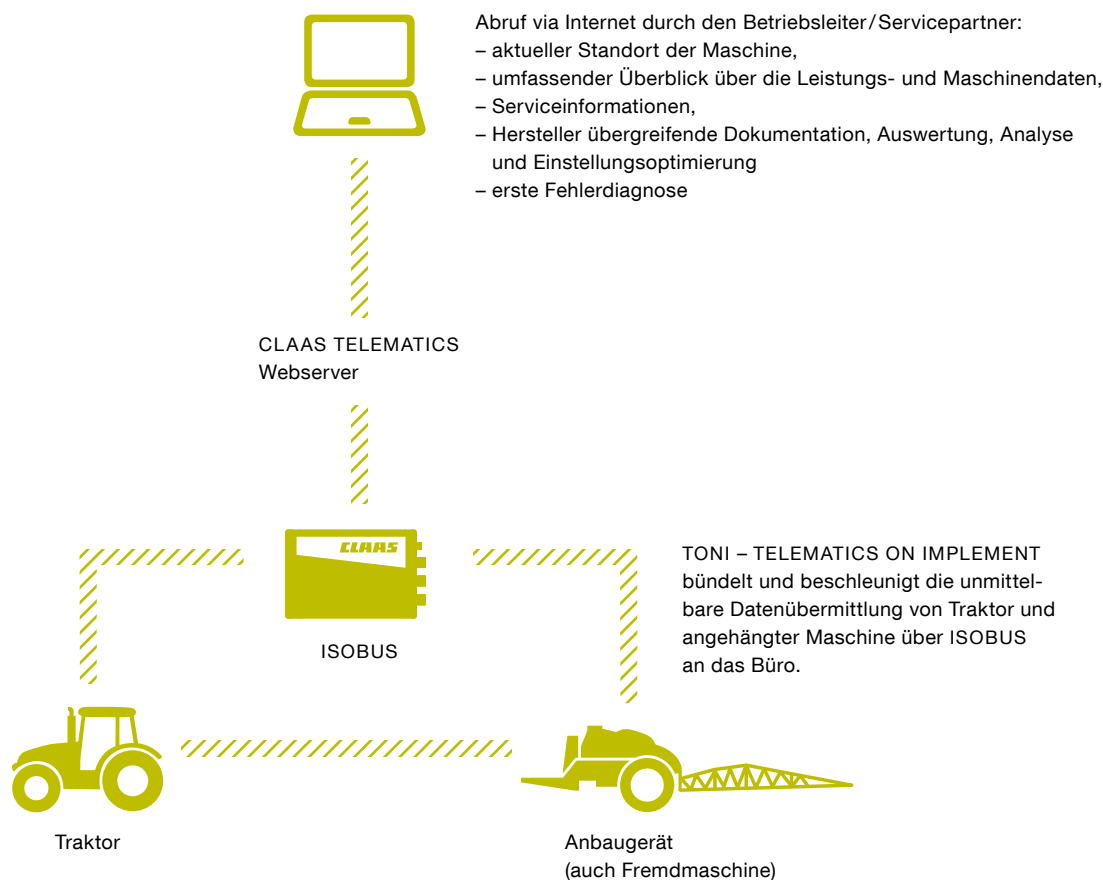 Abruf via Internet durch den Betriebsleiter/Servicepartner:
– aktueller Standort der Maschine,
– umfassender Überblick über die Leistungs- und Maschinendaten,
– Serviceinformationen,
– Hersteller übergreifende Dokumentation, Auswertung, Analyse
und Einstellungsoptimierung
– erste Fehlerdiagnose
CLAAS TELEMATICS
Webserver
CLAAS
ISOBUS
TONI – TELEMATICS ON IMPLEMENT
bündelt und beschleunigt die unmittel-
bare Datenübermittlung von Traktor und
angehängter Maschine über ISOBUS
an das Büro.
Traktor
Anbaugerät
(auch Fremdmaschine)